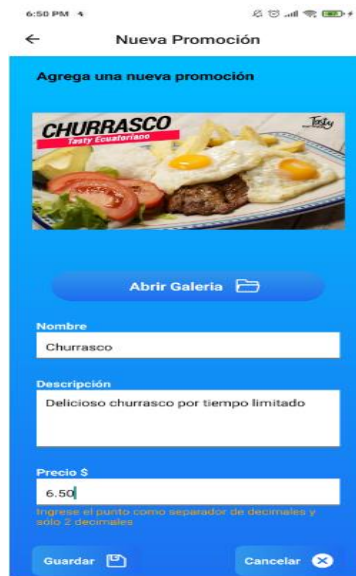 6:50 PM
Nueva Promoción
Agrega una nueva promoción
CHURRASCO
Tasty
Tasty Ecuatoriano
Abrir Galeria
Nombre
Churrasco
Descripción
Delicioso churrasco por tiempo limitado
Precio $
6.50
Ingrese el punto como separador de decimales y
sólo 2 decimales
Guardar
Cancelar